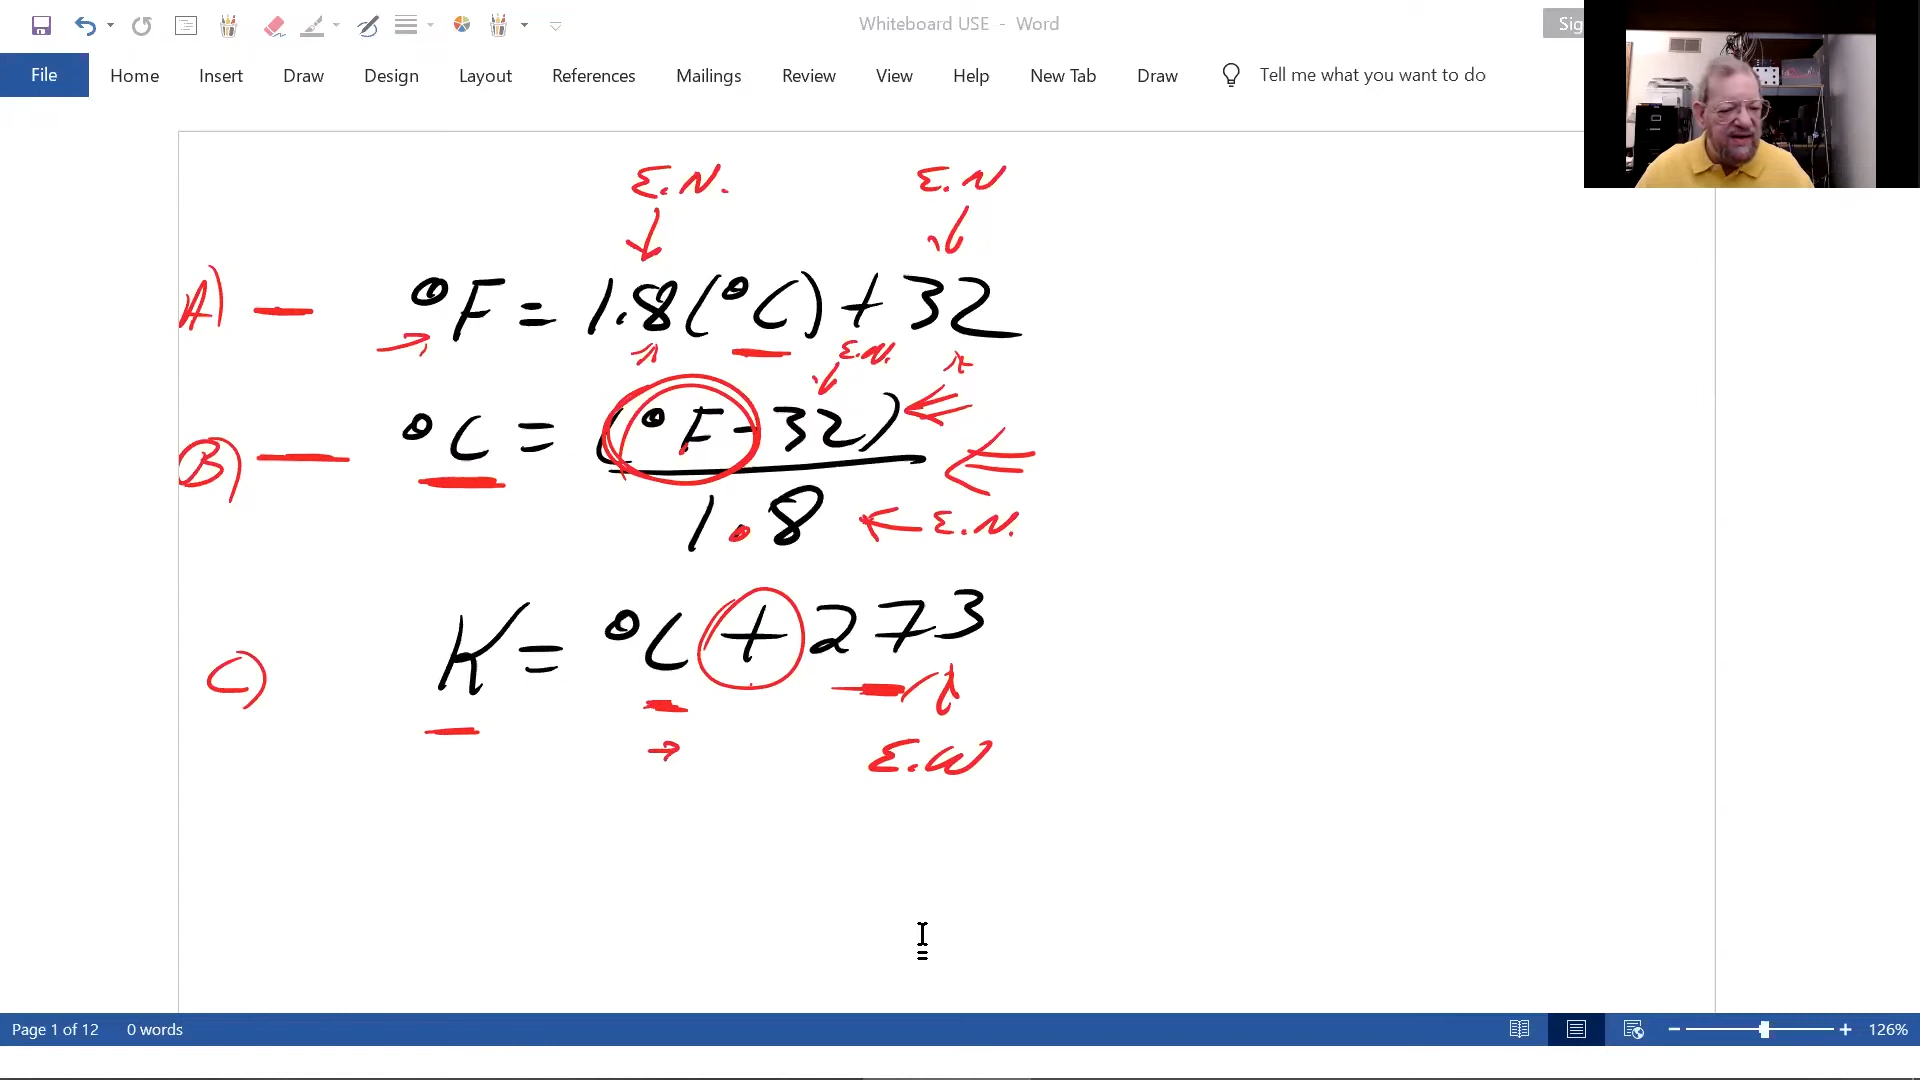 Whiteboard USE - Word
Sig
File Home Insert Draw Design Layout References Mailings Review View Help New Tab Draw Tell me what you want to do
E.N. E.N
A) — °F = 1.8(°C) + 32
E.N.
B) — °C = (°F - 32)
1.8 ← E.N.
C) K = °C + 273
Page 1 of 12 0 words 126%